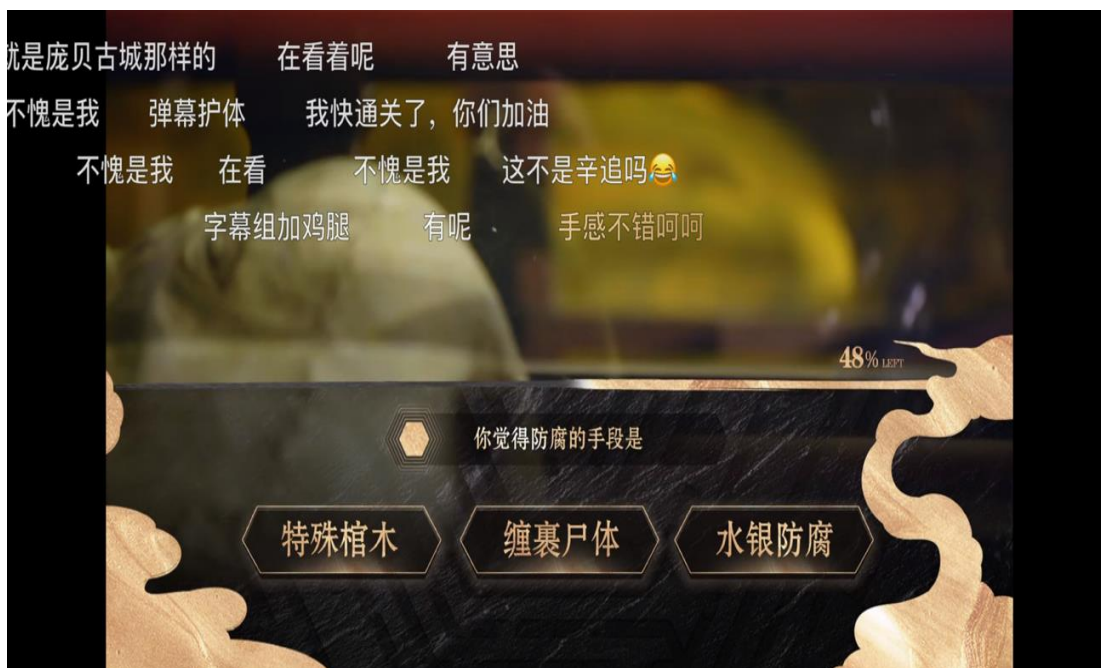 就是庞贝古城那样的 在看着呢 有意思
不愧是我 弹幕护体 我快通关了，你们加油
不愧是我 在看 不愧是我 这不是辛追吗😂
字幕组加鸡腿 有呢 手感不错呵呵
48% LEFT
你觉得防腐的手段是
特殊棺木 缠裹尸体 水银防腐